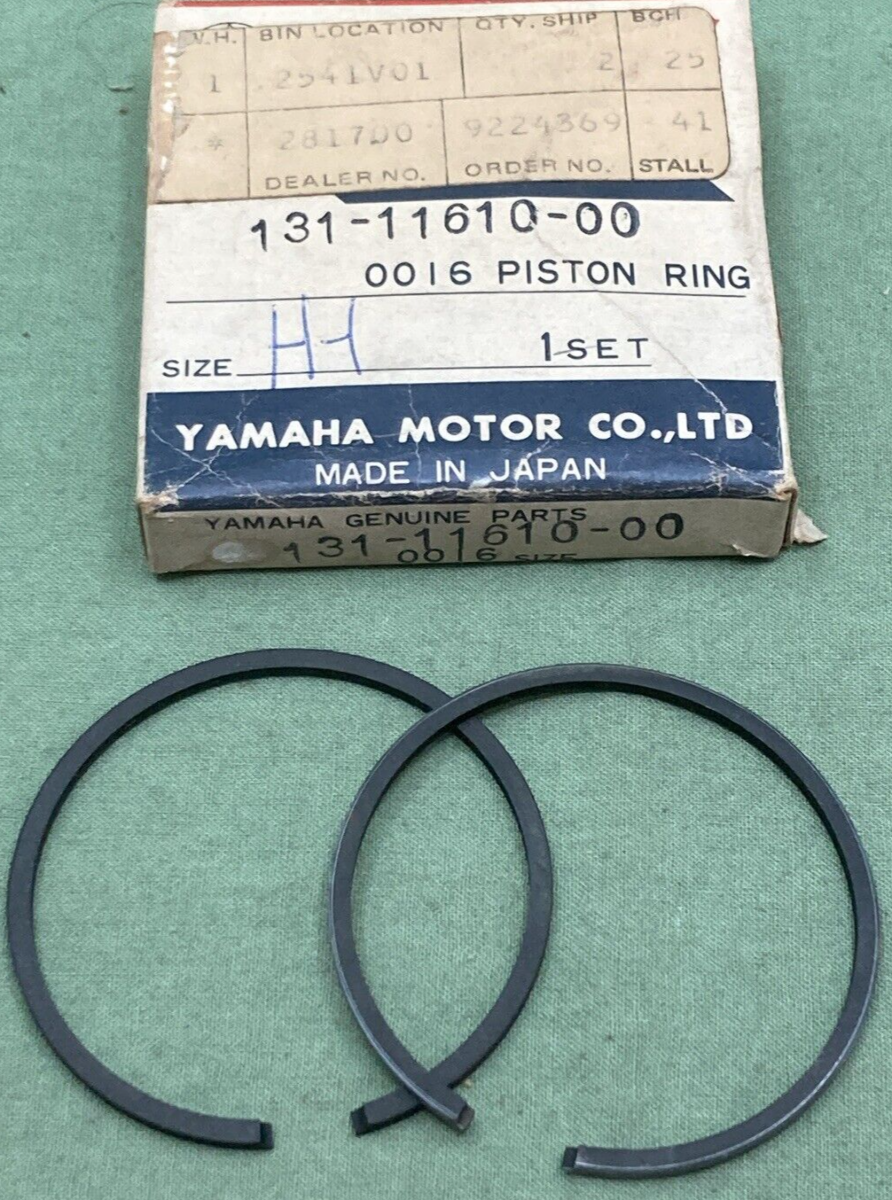 W.H. BIN LOCATION QTY. SHIP BCH
1 2541V01 2 25
* 2817D0 9224369 41
DEALER NO. ORDER NO. STALL
131-11610-00
0016 PISTON RING
SIZE HH 1 SET
YAMAHA MOTOR CO.,LTD
MADE IN JAPAN
YAMAHA GENUINE PARTS
131-11610-00
0016 SIZE